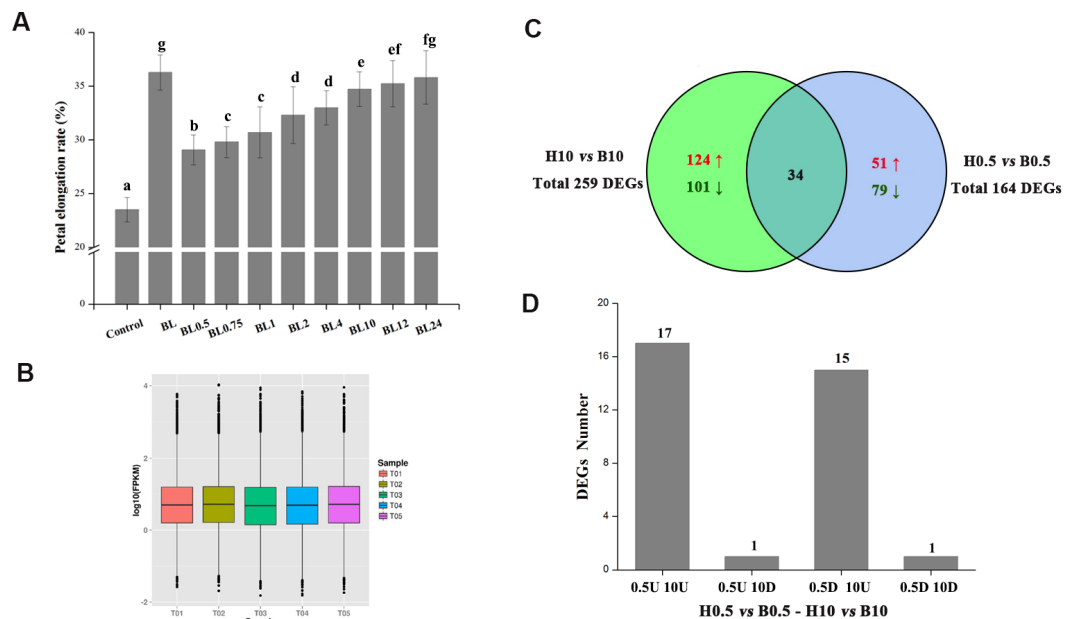 A
Petal elongation rate (%)
40
35
30
25
20
0
a
g
b
c
c
d
d
e
ef
fg
Control
BL
BL0.5
BL0.75
BL1
BL2
BL4
BL10
BL12
BL24
B
log10(FPKM)
4
2
0
-2
T01
T02
T03
T04
T05
Sample
T01
T02
T03
T04
T05
C
H10 vs B10
Total 259 DEGs
124 ↑
101 ↓
34
51 ↑
79 ↓
H0.5 vs B0.5
Total 164 DEGs
D
DEGs Number
20
16
12
8
4
0
17
1
15
1
0.5U 10U
0.5U 10D
0.5D 10U
0.5D 10D
H0.5 vs B0.5 - H10 vs B10